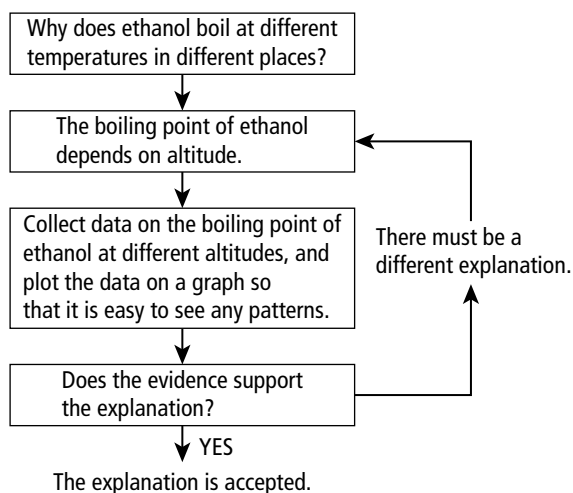 Why does ethanol boil at different
temperatures in different places?
The boiling point of ethanol
depends on altitude.
Collect data on the boiling point of
ethanol at different altitudes, and
plot the data on a graph so
that it is easy to see any patterns.
There must be a
different explanation.
Does the evidence support
the explanation?
YES
The explanation is accepted.